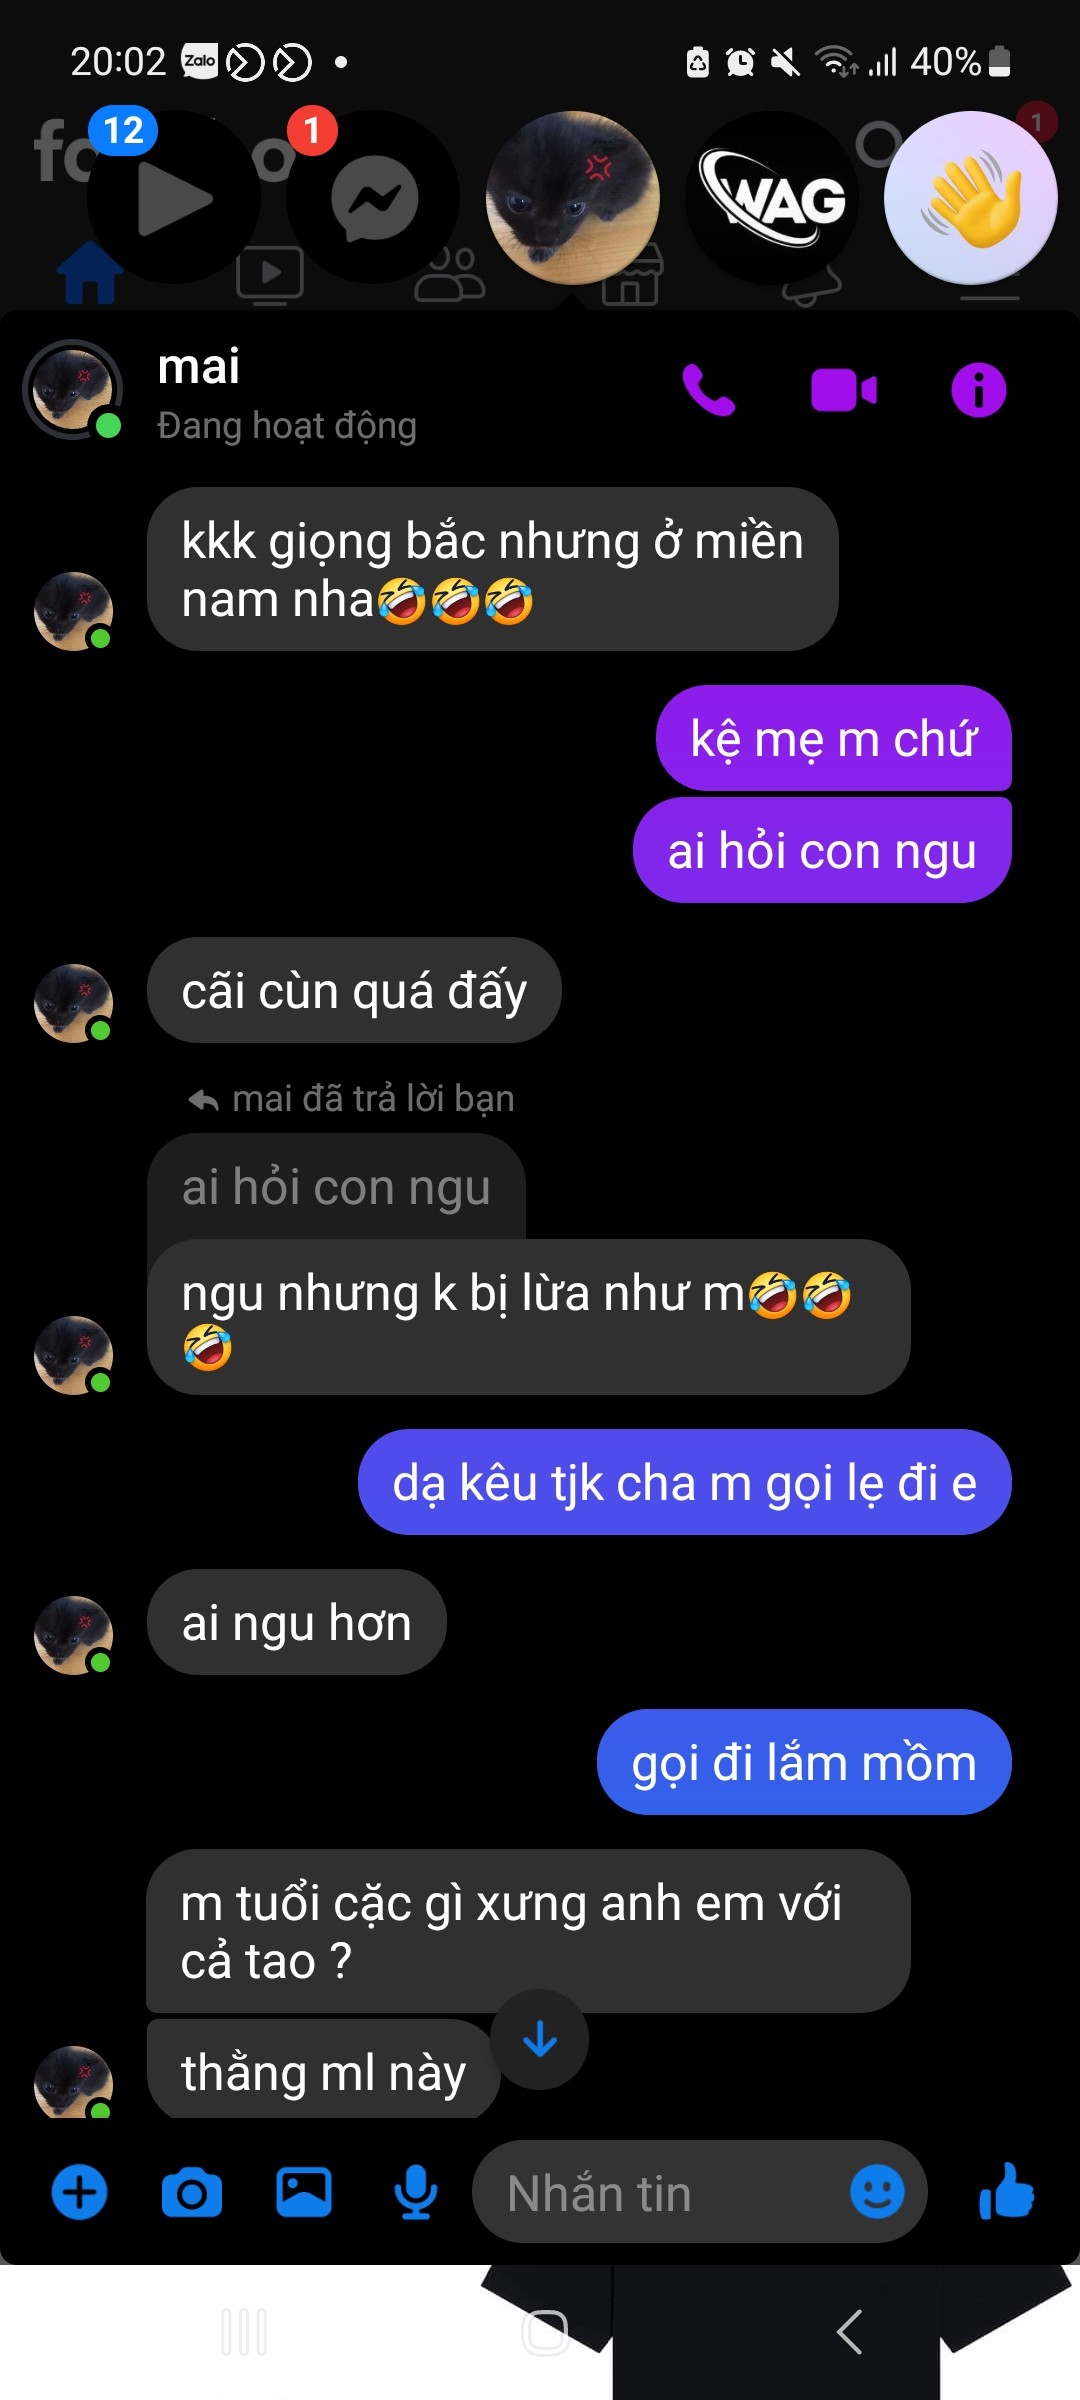 20:02
Zalo
40%
12
1
WAG
1
mai
Đang hoạt động
kkk giọng bắc nhưng ở miền
nam nha🤣🤣🤣
kệ mẹ m chứ
ai hỏi con ngu
cãi cùn quá đấy
mai đã trả lời bạn
ai hỏi con ngu
ngu nhưng k bị lừa như m🤣🤣
🤣
dạ kêu tjk cha m gọi lẹ đi e
ai ngu hơn
gọi đi lắm mồm
m tuổi cặc gì xưng anh em với
cả tao ?
thằng ml này
Nhắn tin